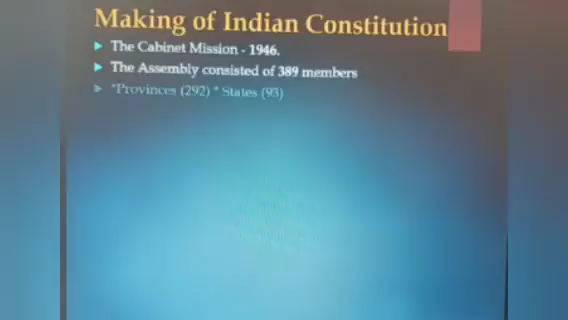 Making of Indian Constitution
The Cabinet Mission - 1946.
The Assembly consisted of 389 members
*Provinces (292) * States (93)